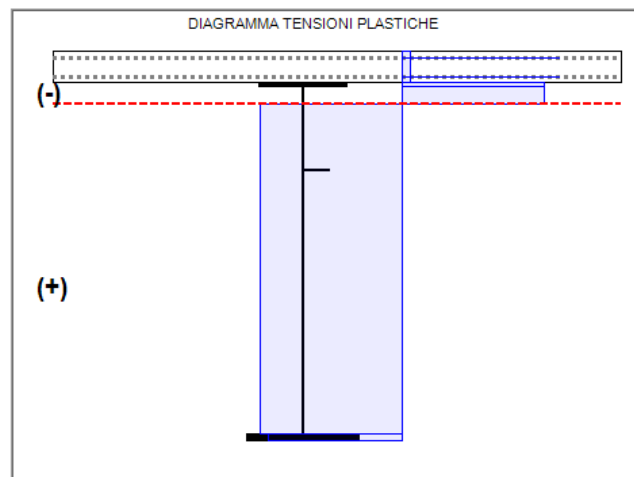 DIAGRAMMA TENSIONI PLASTICHE
(-)
(+)